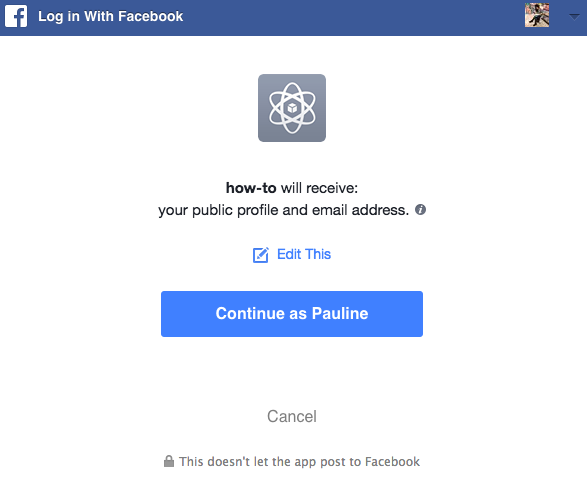 Log in With Facebook
how-to will receive:
your public profile and email address.
Edit This
Continue as Pauline
Cancel
This doesn't let the app post to Facebook